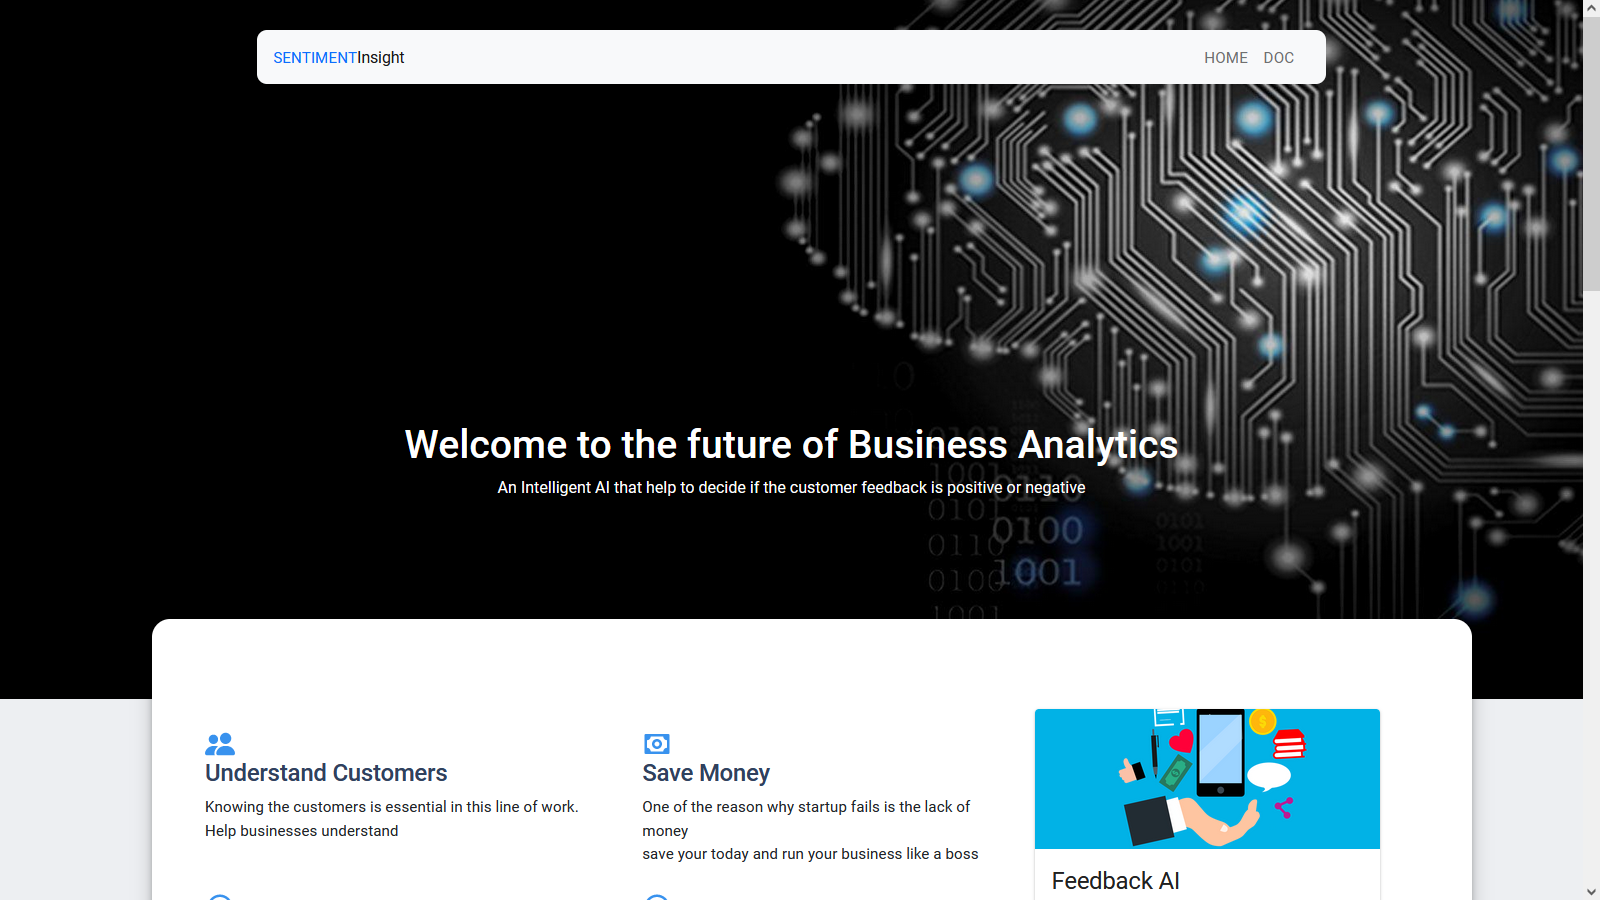 SENTIMENTInsight
HOME
DOC
Welcome to the future of Business Analytics
An Intelligent AI that help to decide if the customer feedback is positive or negative
0110
0100
1001
Understand Customers
Knowing the customers is essential in this line of work.
Help businesses understand
Save Money
One of the reason why startup fails is the lack of
money
save your today and run your business like a boss
Feedback AI